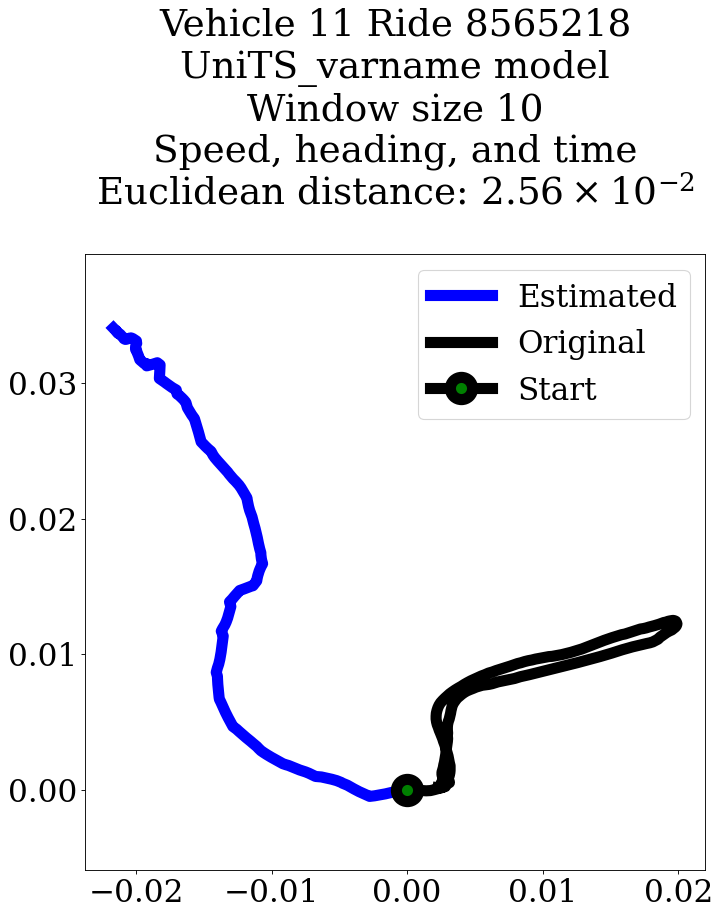 Vehicle 11 Ride 8565218
UniTS_varname model
Window size 10
Speed, heading, and time
Euclidean distance: 2.56 × 10⁻²
Estimated
Original
Start
0.03
0.02
0.01
0.00
−0.02 −0.01 0.00 0.01 0.02